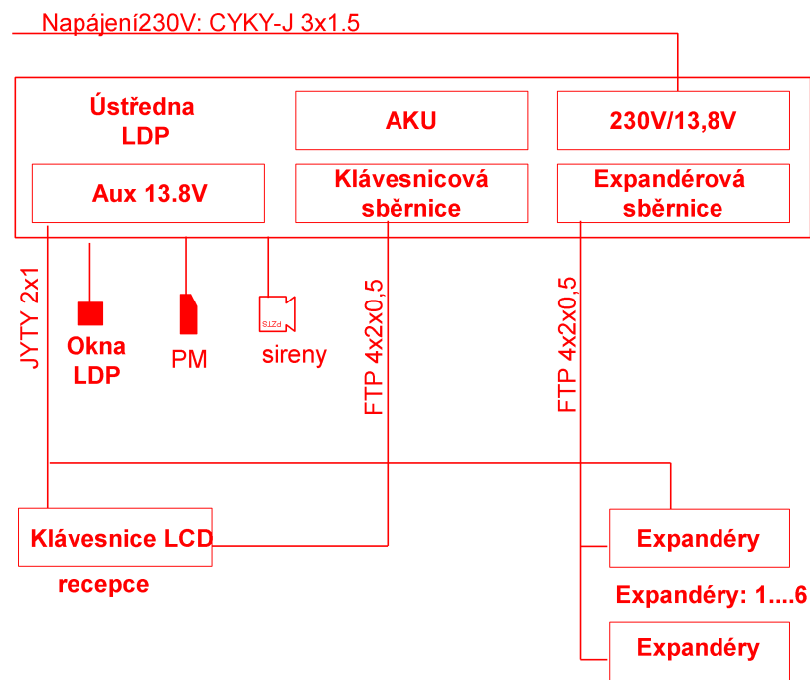 Napájení230V: CYKY-J 3x1.5
Ústředna
LDP
AKU
230V/13,8V
Aux 13.8V
Klávesnicová
sběrnice
Expandérová
sběrnice
JYTY 2x1
Okna
LDP
PM
PZTS
sireny
FTP 4x2x0,5
FTP 4x2x0,5
Klávesnice LCD
recepce
Expandéry
Expandéry: 1....6
Expandéry